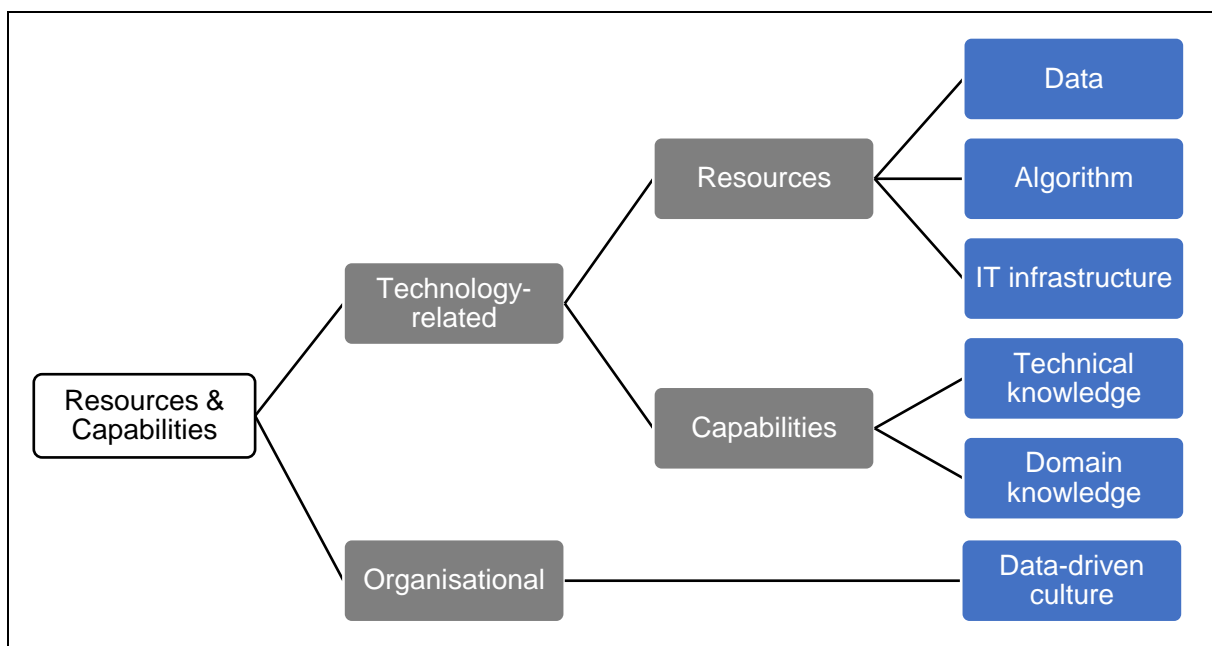 Data
Resources
Algorithm
IT infrastructure
Technology-
related
Technical
knowledge
Resources &
Capabilities
Capabilities
Domain
knowledge
Organisational
Data-driven
culture